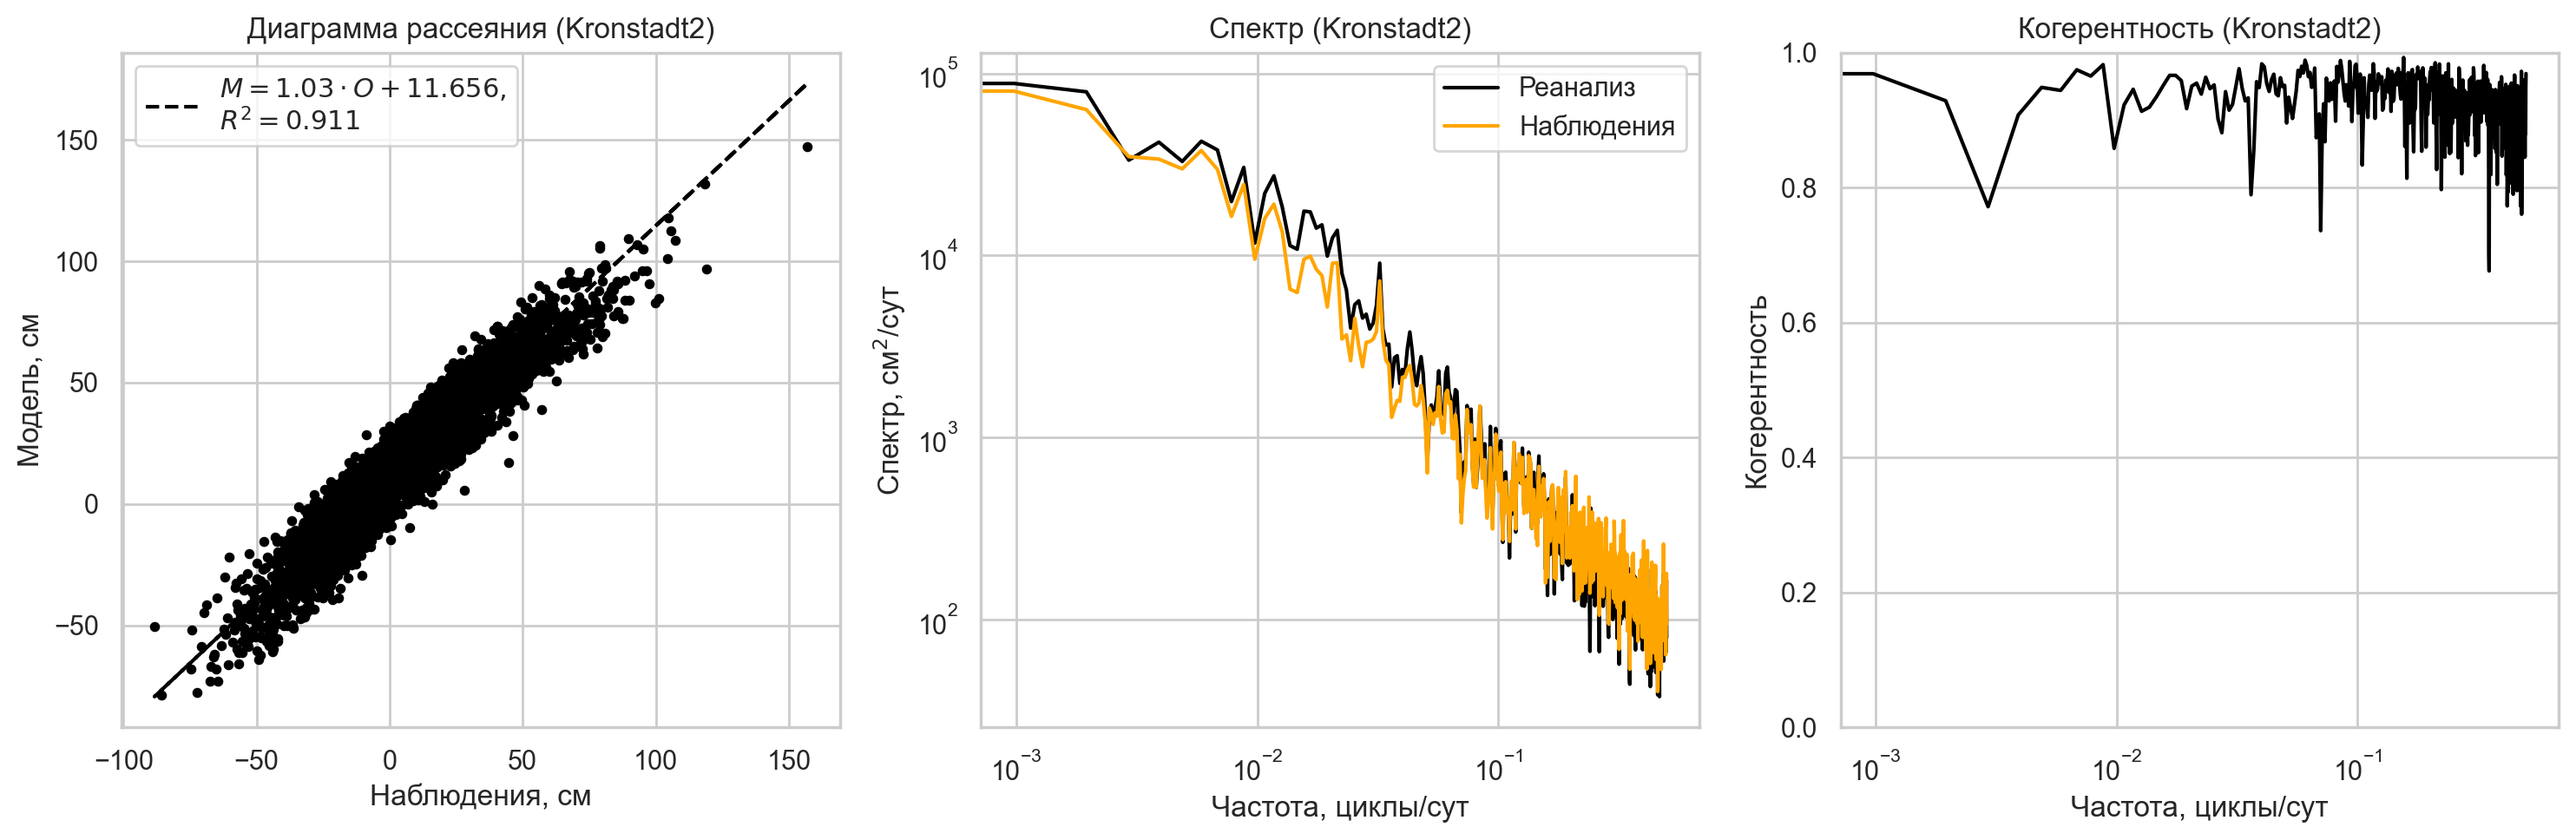 Диаграмма рассеяния (Kronstadt2)
M = 1.03 · O + 11.656,
R² = 0.911
150
100
50
0
−50
Модель, см
−100 −50 0 50 100 150
Наблюдения, см
Спектр (Kronstadt2)
Реанализ
Наблюдения
10⁵
10⁴
10³
10²
Спектр, см²/сут
10⁻³ 10⁻² 10⁻¹
Частота, циклы/сут
Когерентность (Kronstadt2)
1.0
0.8
0.6
0.4
0.2
0.0
Когерентность
10⁻³ 10⁻² 10⁻¹
Частота, циклы/сут